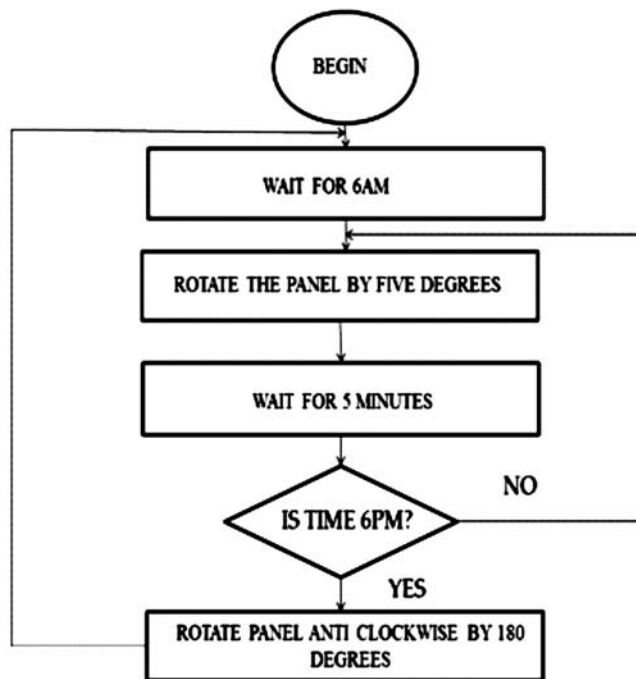 BEGIN
WAIT FOR 6AM
ROTATE THE PANEL BY FIVE DEGREES
WAIT FOR 5 MINUTES
IS TIME 6PM?
NO
YES
ROTATE PANEL ANTI CLOCKWISE BY 180
DEGREES